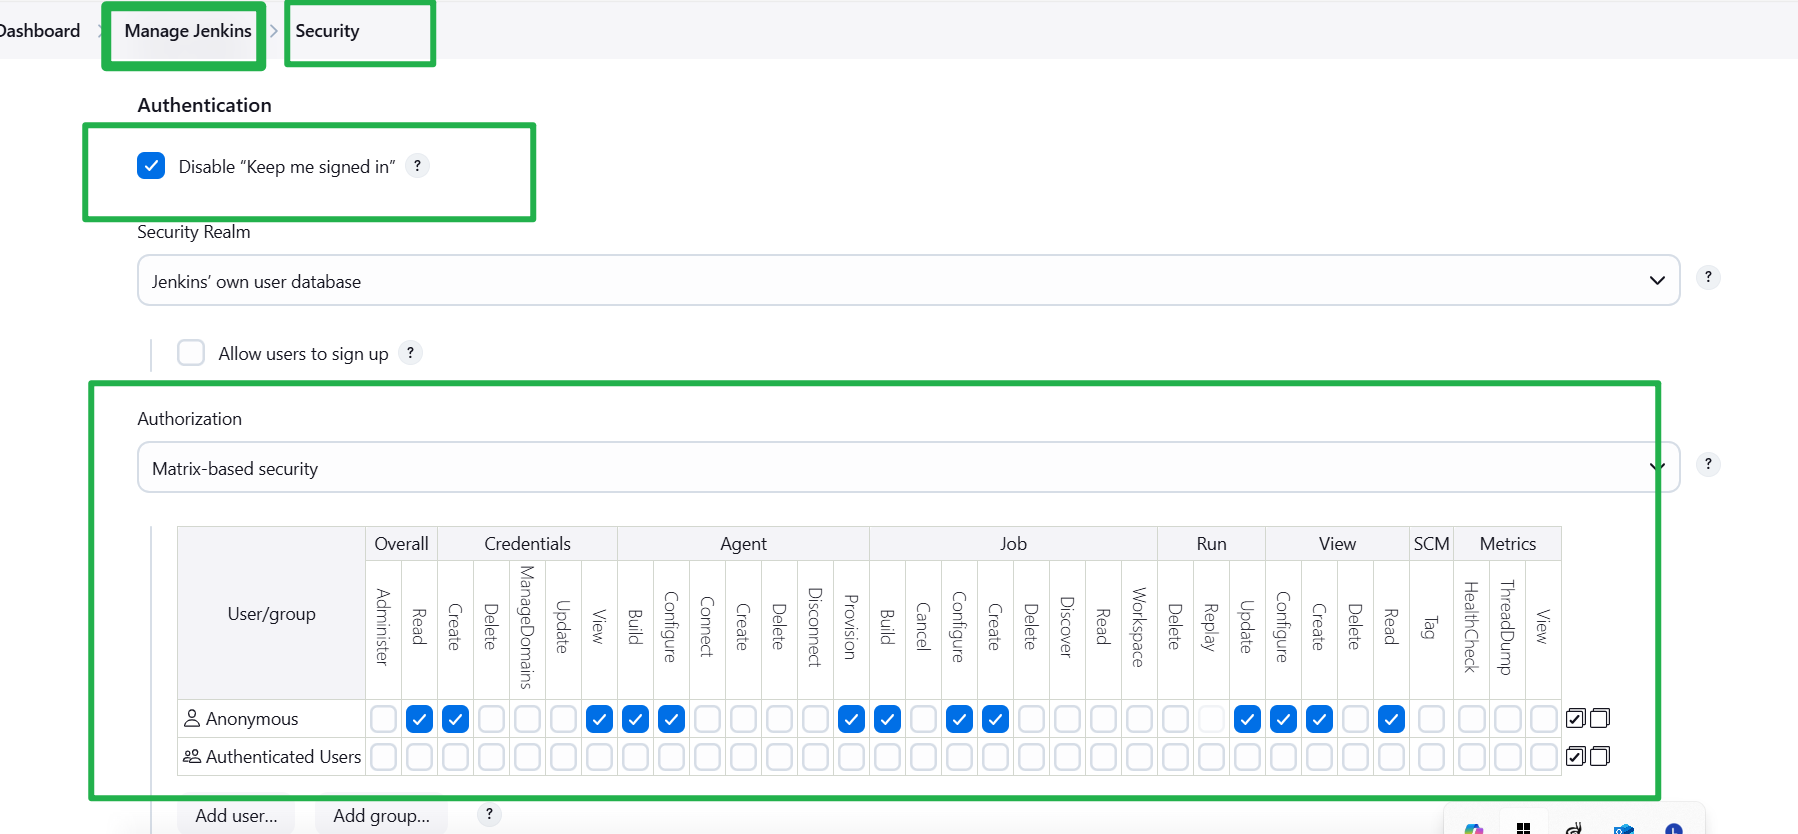 Dashboard > Manage Jenkins > Security
Authentication
Disable “Keep me signed in” ?
Security Realm
Jenkins’ own user database ?
Allow users to sign up ?
Authorization
Matrix-based security ?
User/group Overall Credentials Agent Job Run View SCM Metrics
Administer Read Create Delete ManageDomains Update View Build Configure Connect Create Delete Disconnect Provision Build Cancel Configure Create Delete Discover Read Workspace Delete Replay Update Configure Create Delete Read Tag HealthCheck ThreadDump View
Anonymous
Authenticated Users
Add user... Add group... ?